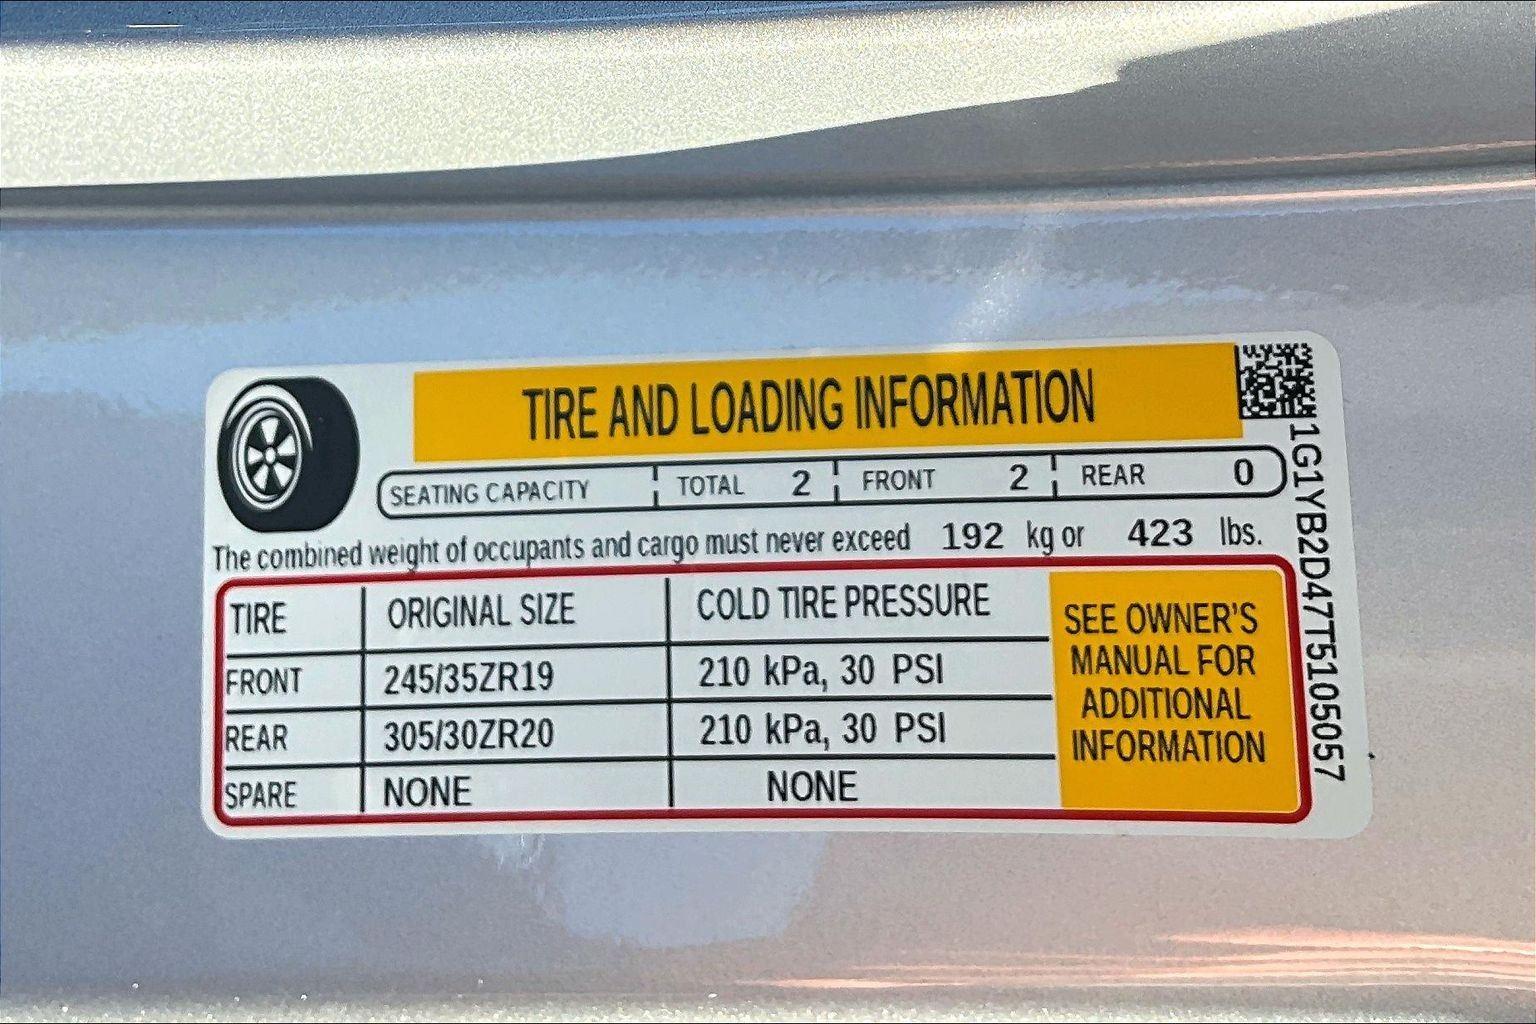 TIRE AND LOADING INFORMATION
SEATING CAPACITY TOTAL 2 FRONT 2 REAR 0
The combined weight of occupants and cargo must never exceed 192 kg or 423 lbs.
TIRE ORIGINAL SIZE COLD TIRE PRESSURE
FRONT 245/35ZR19 210 kPa, 30 PSI
REAR 305/30ZR20 210 kPa, 30 PSI
SPARE NONE NONE
SEE OWNER'S
MANUAL FOR
ADDITIONAL
INFORMATION
1G1YB2D47T5105057